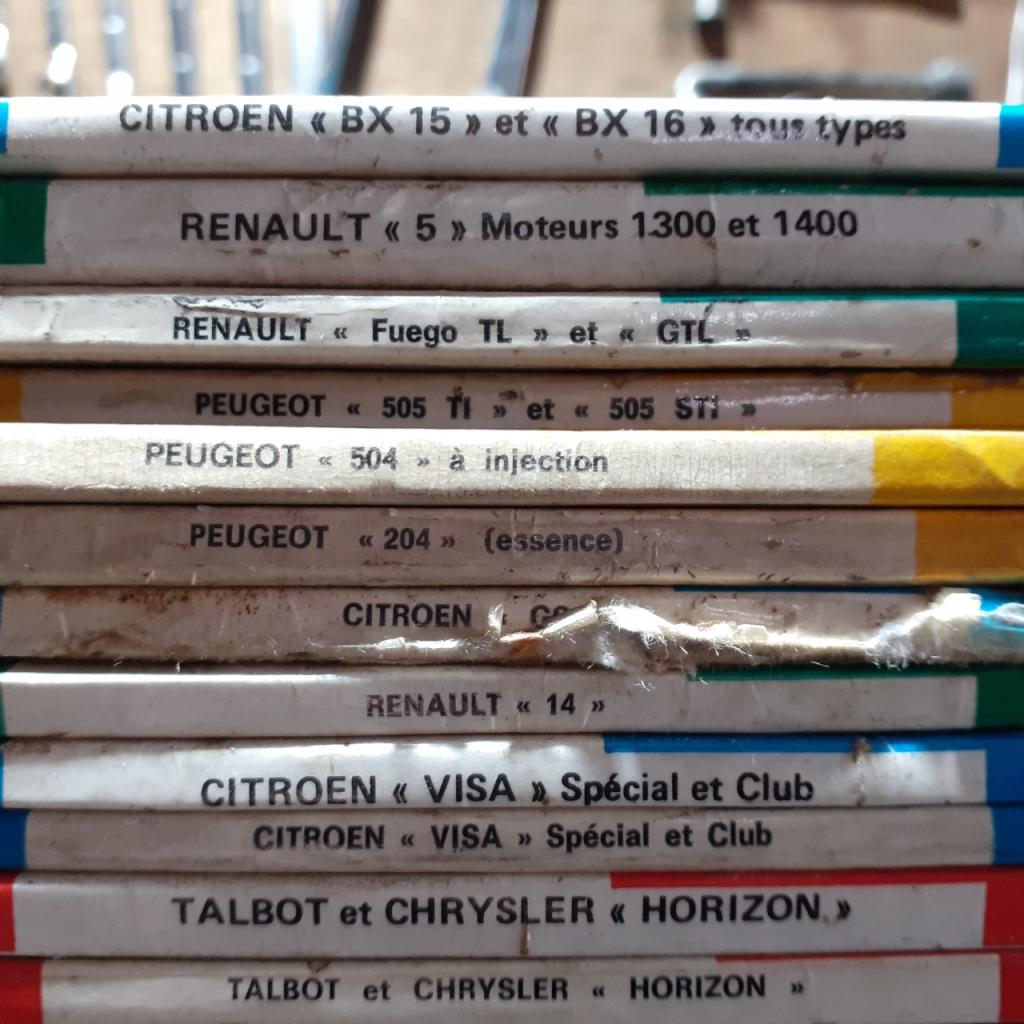 CITROEN « BX 15 » et « BX 16 » tous types
RENAULT « 5 » Moteurs 1300 et 1400
RENAULT « Fuego TL » et « GTL »
PEUGEOT « 505 TI » et « 505 STI »
PEUGEOT « 504 » à injection
PEUGEOT « 204 » (essence)
CITROEN
RENAULT « 14 »
CITROEN « VISA » Spécial et Club
CITROEN « VISA » Spécial et Club
TALBOT et CHRYSLER « HORIZON »
TALBOT et CHRYSLER « HORIZON »